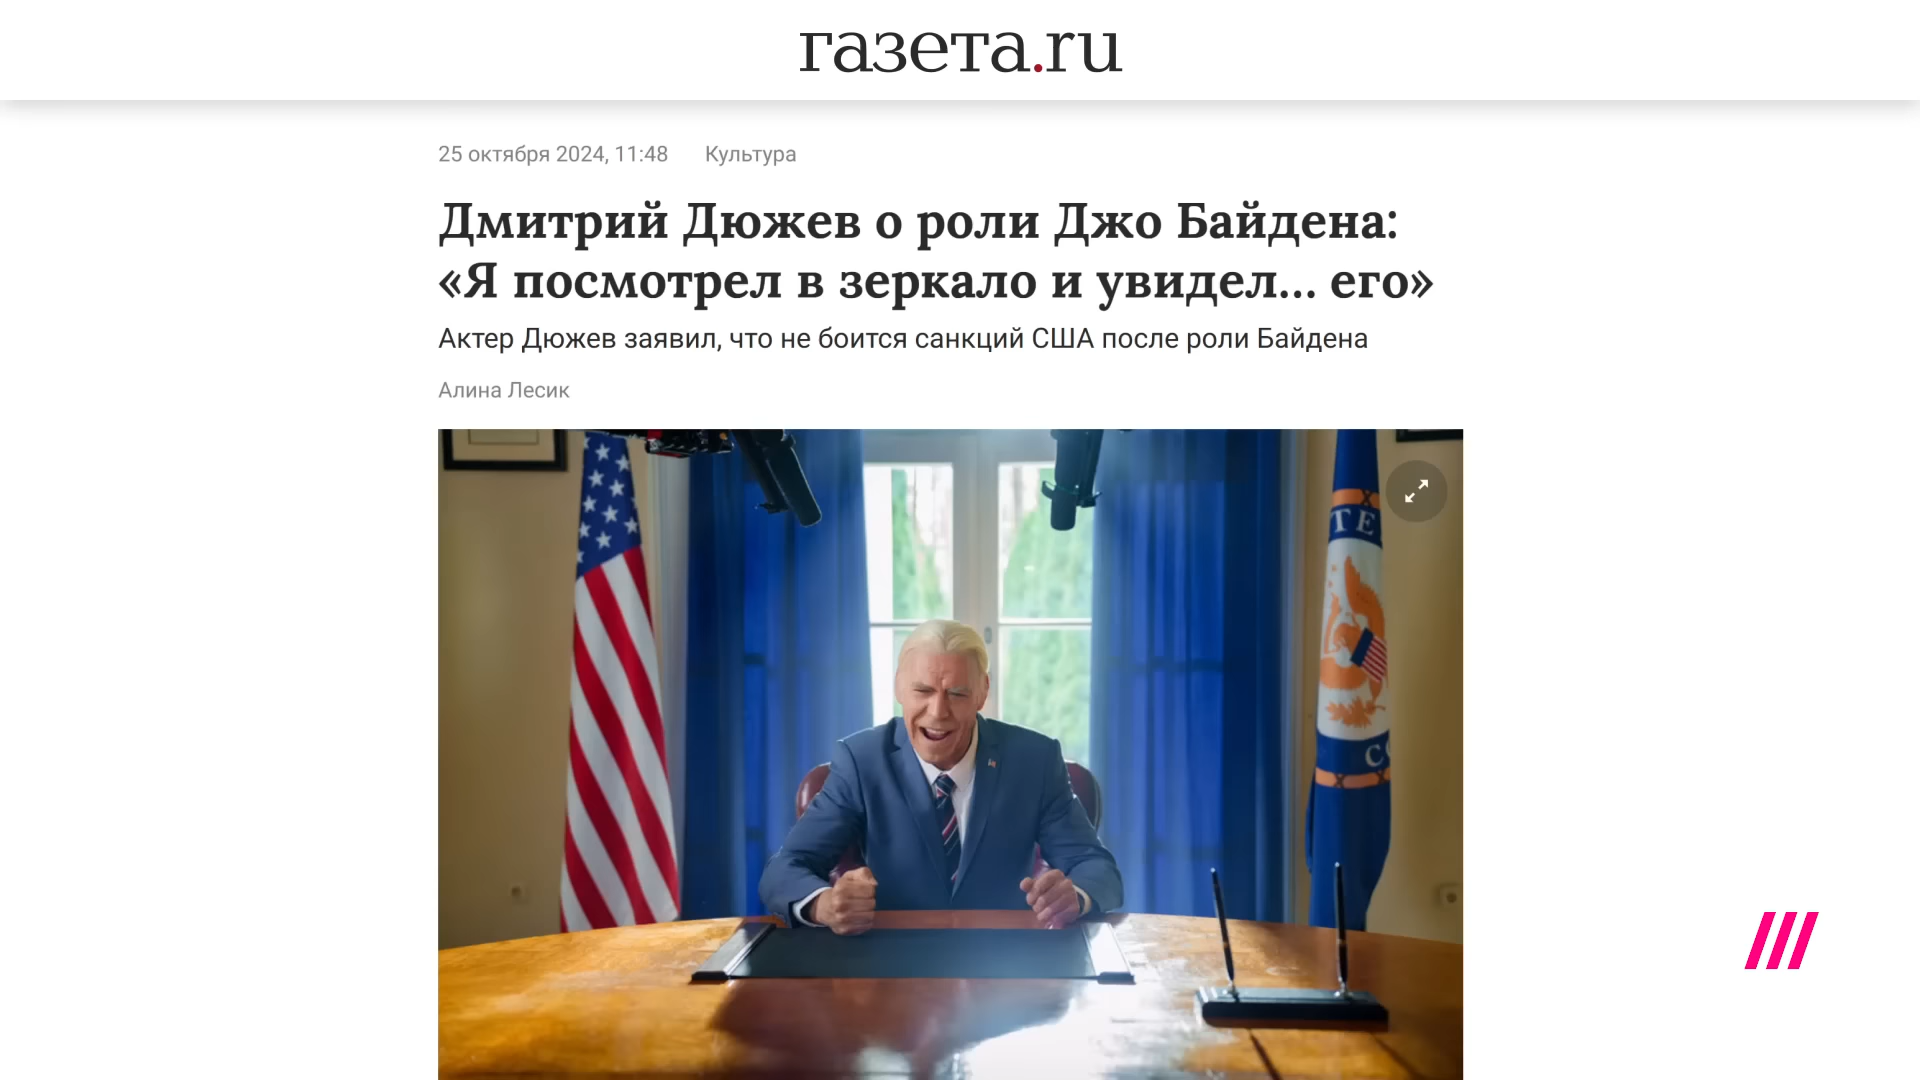 газета.ru
25 октября 2024, 11:48 Культура
Дмитрий Дюжев о роли Джо Байдена:
«Я посмотрел в зеркало и увидел... его»
Актер Дюжев заявил, что не боится санкций США после роли Байдена
Алина Лесик
TE